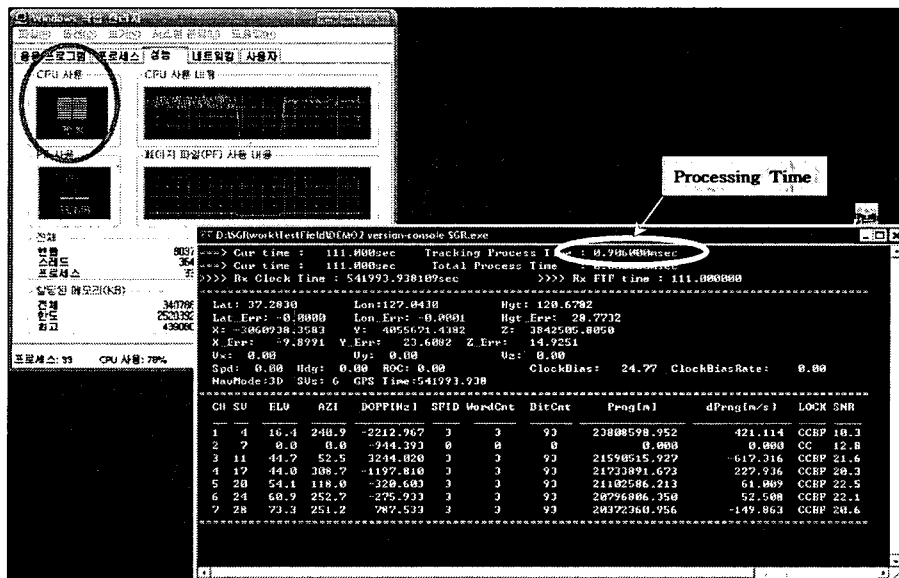 Windows 작업 관리자
응용 프로그램 프로세스 성능 네트워킹 사용자
CPU 사용
CPU 사용 내역
페이지 파일(PF) 사용 내용
Processing Time
전체
핸들
스레드 364
프로세스 33
할당된 메모리(KB)
전체
한도
최고
프로세스: 33 CPU 사용: 78%
D:\SGR\work\TestField\DEMO2 version-console SGR.exe
---> Cur time : 111.000sec Tracking Process Time : 0.906000msec
---> Cur time : 111.000sec Total Process Time :
>>>> Rx Clock Time : 541993.938109sec >>>> Rx FTF time : 111.000000
Lat: 37.2830 Lon:127.0430 Hgt: 120.6782
Lat_Err: -0.0000 Lon_Err: -0.0001 Hgt_Err: 28.7732
X: -3060938.3583 Y: 4055671.4382 Z: 3842505.8050
X_Err: -9.8991 Y_Err: 23.6082 Z_Err: 14.9251
Vx: 0.00 Vy: 0.00 Vz: 0.00
Spd: 0.00 Hdg: 0.00 ROC: 0.00 ClockBias: 24.77 ClockBiasRate: 0.00
NavMode:3D SVs: 6 GPS Time:541993.938
CH SV ELV AZI DOPP[Hz] SFID WordCnt BitCnt Prng[m] dPrng[m/s] LOCK SNR
1 4 16.4 240.9 -2212.967 3 3 93 23808598.952 421.114 CCBP 18.3
2 7 0.0 0.0 -944.393 0 0 0 0.000 0.000 CC 12.8
3 11 44.7 52.5 3244.020 3 3 93 21590515.927 -617.316 CCBP 21.6
4 17 44.0 308.7 -1197.810 3 3 93 21733891.673 227.936 CCBP 20.3
5 20 54.1 118.0 -320.603 3 3 93 21102586.213 61.009 CCBP 22.5
6 24 60.9 252.7 -275.933 3 3 93 20796806.350 52.508 CCBP 22.1
7 28 73.3 251.2 787.533 3 3 93 20372360.956 -149.863 CCBP 20.6